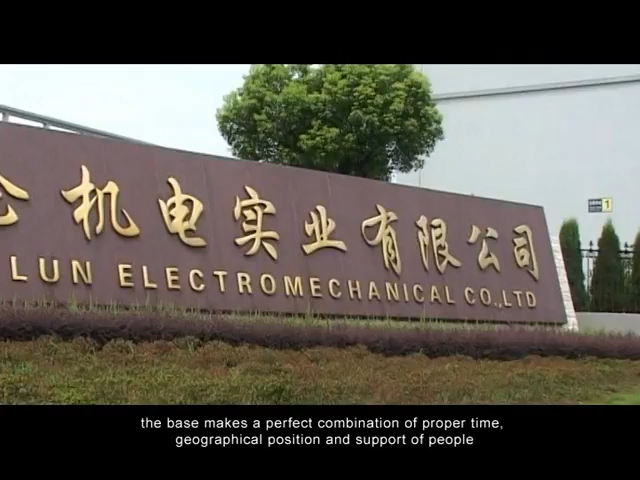 机电实业有限公司
LUN ELECTROMECHANICAL CO.,LTD
1
the base makes a perfect combination of proper time,
geographical position and support of people